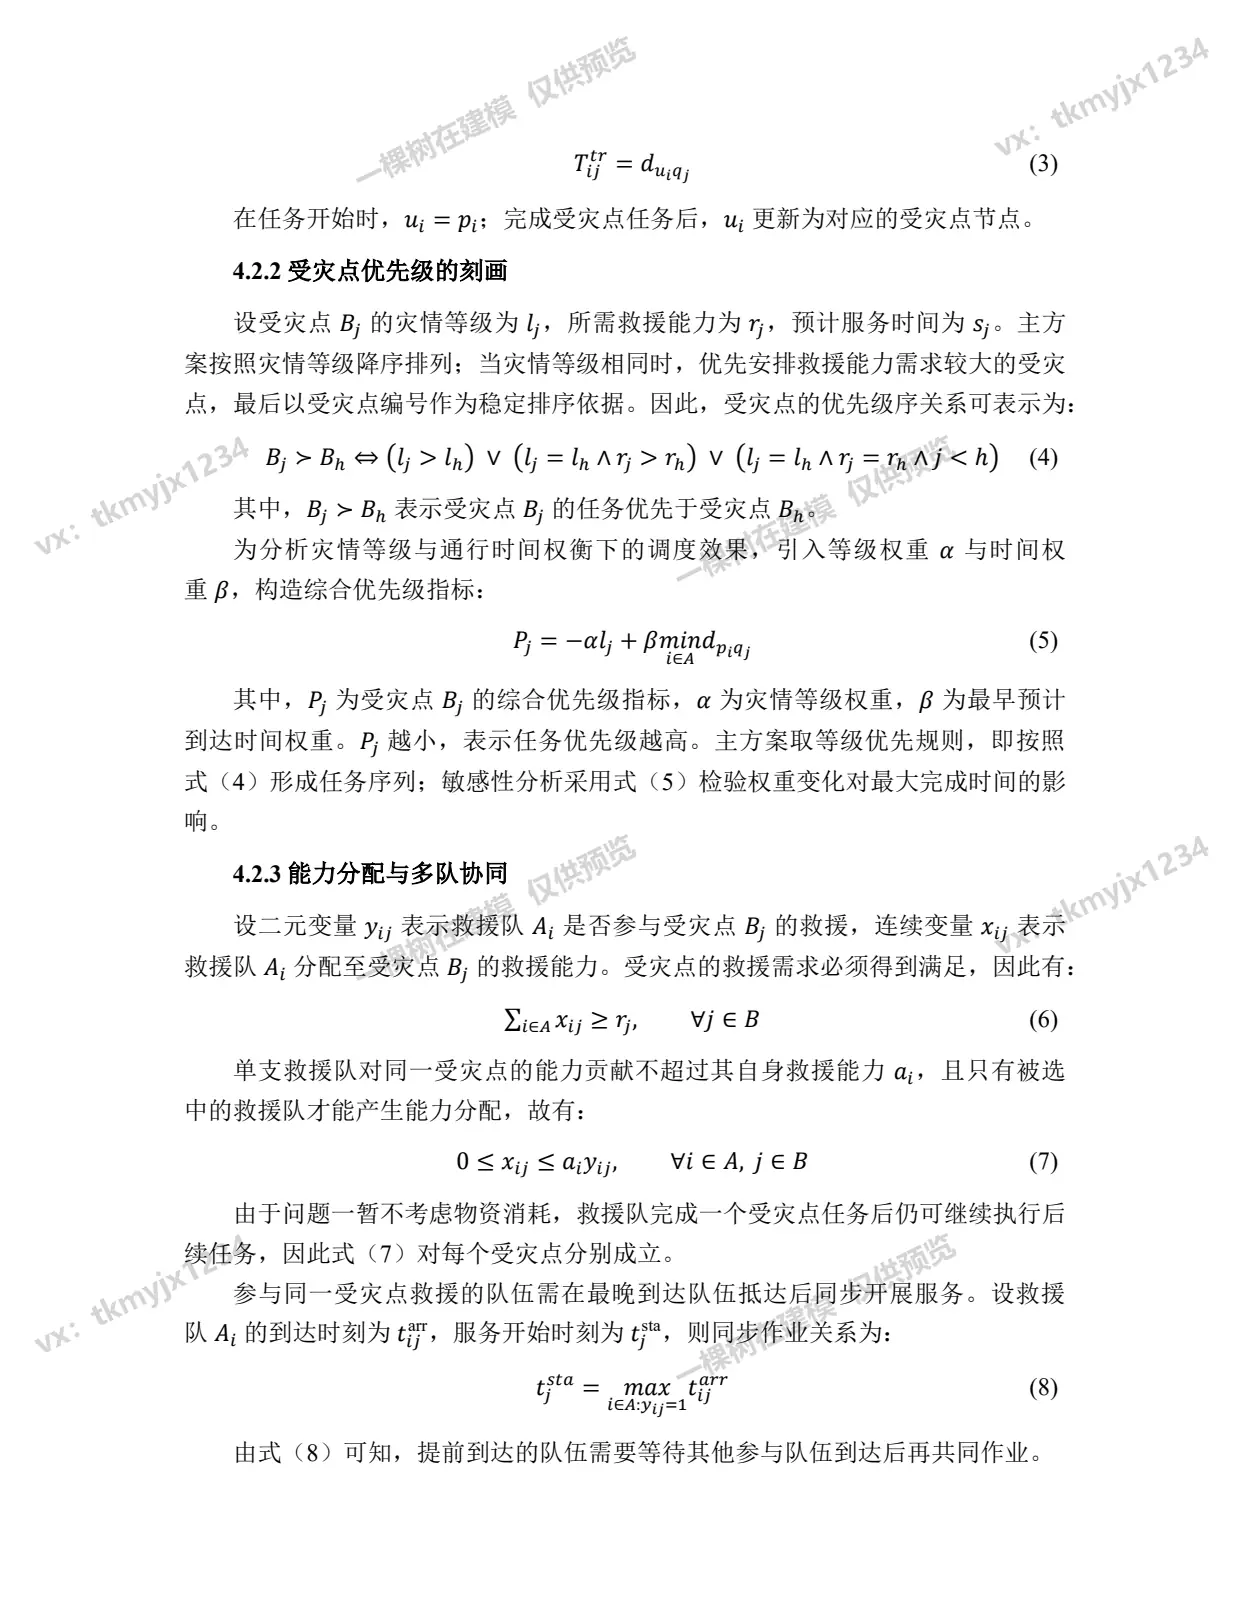 一棵树在建模 仅供预览
vx：tkmyjx1234
T_{ij}^{tr} = d_{u_i q_j} (3)
在任务开始时，u_i = p_i；完成受灾点任务后，u_i 更新为对应的受灾点节点。
4.2.2 受灾点优先级的刻画
设受灾点 B_j 的灾情等级为 l_j，所需救援能力为 r_j，预计服务时间为 s_j。主方
案按照灾情等级降序排列；当灾情等级相同时，优先安排救援能力需求较大的受灾
点，最后以受灾点编号作为稳定排序依据。因此，受灾点的优先级序关系可表示为：
B_j ≻ B_h ⇔ (l_j > l_h) ∨ (l_j = l_h ∧ r_j > r_h) ∨ (l_j = l_h ∧ r_j = r_h ∧ j < h) (4)
vx：tkmyjx1234
一棵树在建模 仅供预览
其中，B_j ≻ B_h 表示受灾点 B_j 的任务优先于受灾点 B_h。
为分析灾情等级与通行时间权衡下的调度效果，引入等级权重 α 与时间权
重 β，构造综合优先级指标：
P_j = −αl_j + β min_{i∈A} d_{p_i q_j} (5)
其中，P_j 为受灾点 B_j 的综合优先级指标，α 为灾情等级权重，β 为最早预计
到达时间权重。P_j 越小，表示任务优先级越高。主方案取等级优先规则，即按照
式（4）形成任务序列；敏感性分析采用式（5）检验权重变化对最大完成时间的影
响。
4.2.3 能力分配与多队协同
一棵树在建模 仅供预览
vx：tkmyjx1234
设二元变量 y_{ij} 表示救援队 A_i 是否参与受灾点 B_j 的救援，连续变量 x_{ij} 表示
救援队 A_i 分配至受灾点 B_j 的救援能力。受灾点的救援需求必须得到满足，因此有：
∑_{i∈A} x_{ij} ≥ r_j, ∀j ∈ B (6)
单支救援队对同一受灾点的能力贡献不超过其自身救援能力 a_i，且只有被选
中的救援队才能产生能力分配，故有：
0 ≤ x_{ij} ≤ a_i y_{ij}, ∀i ∈ A, j ∈ B (7)
由于问题一暂不考虑物资消耗，救援队完成一个受灾点任务后仍可继续执行后
续任务，因此式（7）对每个受灾点分别成立。
vx：tkmyjx1234
一棵树在建模 仅供预览
参与同一受灾点救援的队伍需在最晚到达队伍抵达后同步开展服务。设救援
队 A_i 的到达时刻为 t_{ij}^{arr}，服务开始时刻为 t_j^{sta}，则同步作业关系为：
t_j^{sta} = max_{i∈A:y_{ij}=1} t_{ij}^{arr} (8)
由式（8）可知，提前到达的队伍需要等待其他参与队伍到达后再共同作业。